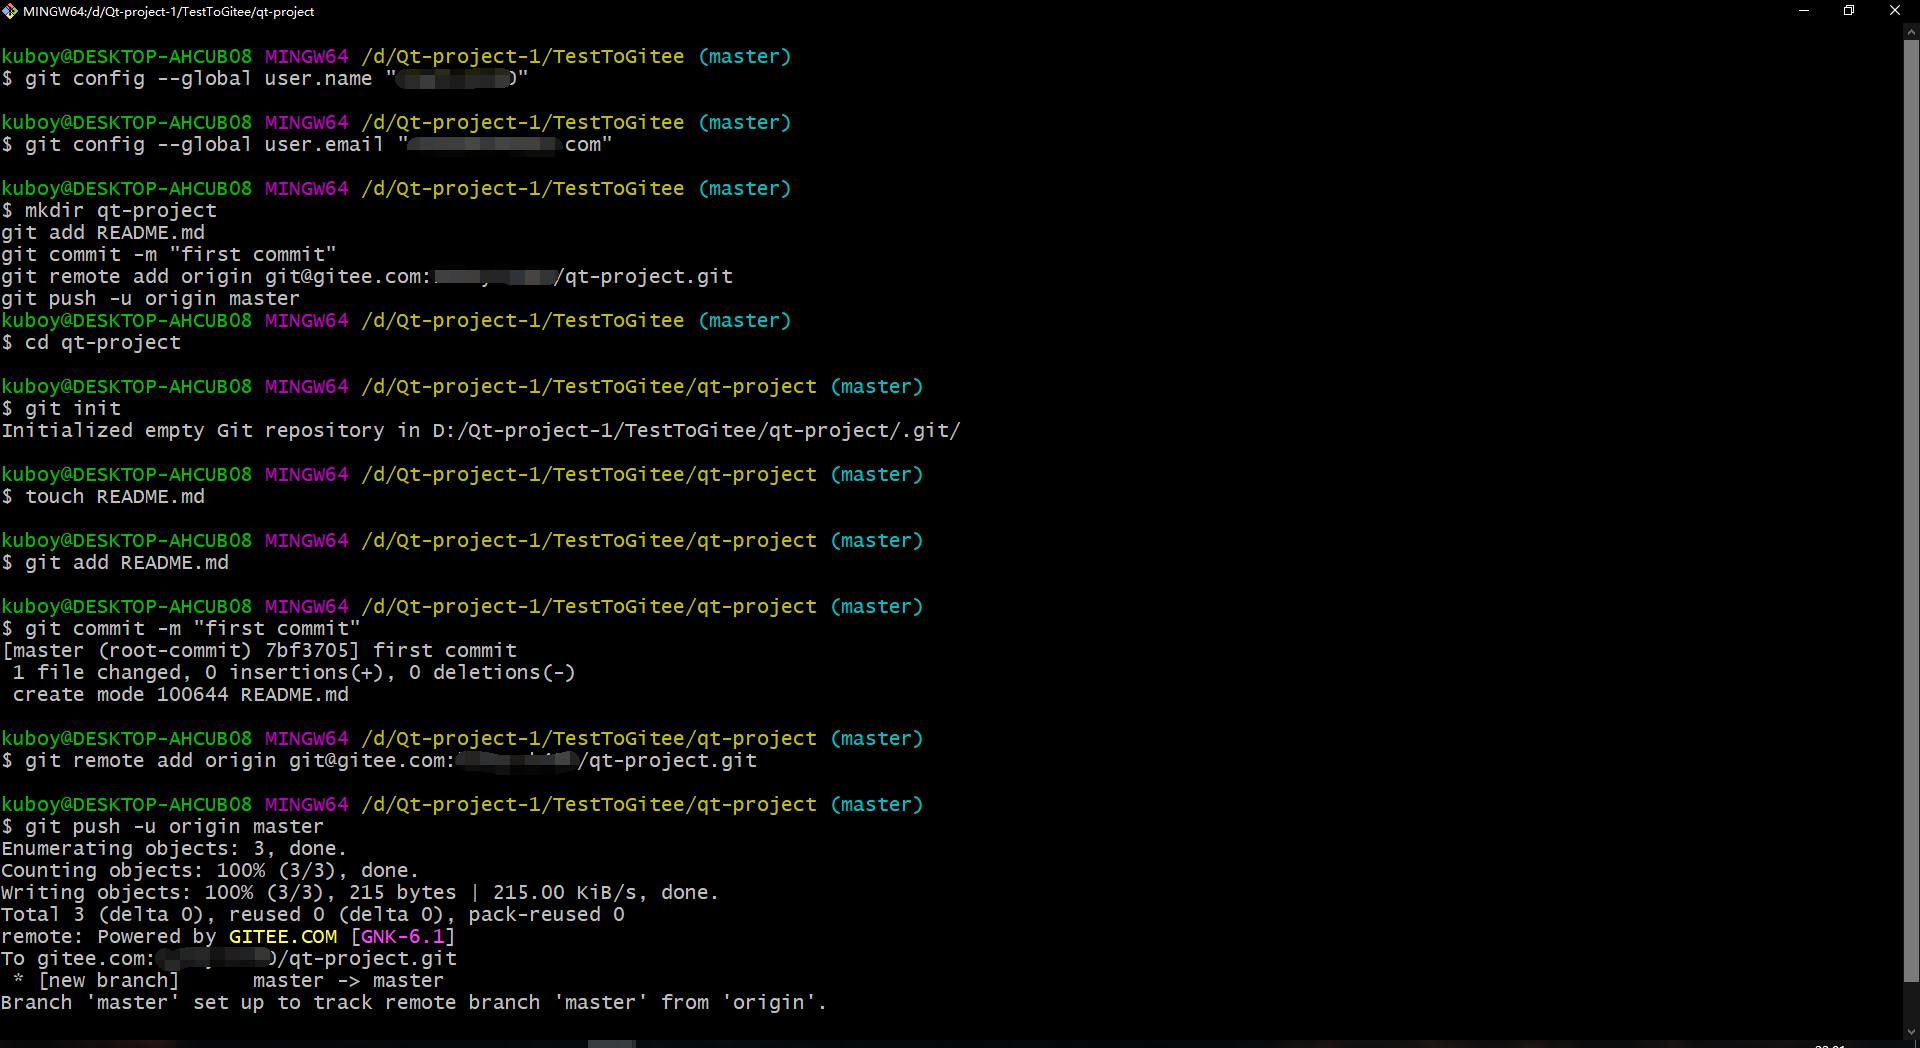 MINGW64:/d/Qt-project-1/TestToGitee/qt-project
kuboy@DESKTOP-AHCUB08 MINGW64 /d/Qt-project-1/TestToGitee (master)
$ git config --global user.name "
kuboy@DESKTOP-AHCUB08 MINGW64 /d/Qt-project-1/TestToGitee (master)
$ git config --global user.email " com"
kuboy@DESKTOP-AHCUB08 MINGW64 /d/Qt-project-1/TestToGitee (master)
$ mkdir qt-project
git add README.md
git commit -m "first commit"
git remote add origin git@gitee.com: /qt-project.git
git push -u origin master
kuboy@DESKTOP-AHCUB08 MINGW64 /d/Qt-project-1/TestToGitee (master)
$ cd qt-project
kuboy@DESKTOP-AHCUB08 MINGW64 /d/Qt-project-1/TestToGitee/qt-project (master)
$ git init
Initialized empty Git repository in D:/Qt-project-1/TestToGitee/qt-project/.git/
kuboy@DESKTOP-AHCUB08 MINGW64 /d/Qt-project-1/TestToGitee/qt-project (master)
$ touch README.md
kuboy@DESKTOP-AHCUB08 MINGW64 /d/Qt-project-1/TestToGitee/qt-project (master)
$ git add README.md
kuboy@DESKTOP-AHCUB08 MINGW64 /d/Qt-project-1/TestToGitee/qt-project (master)
$ git commit -m "first commit"
[master (root-commit) 7bf3705] first commit
1 file changed, 0 insertions(+), 0 deletions(-)
create mode 100644 README.md
kuboy@DESKTOP-AHCUB08 MINGW64 /d/Qt-project-1/TestToGitee/qt-project (master)
$ git remote add origin git@gitee.com: /qt-project.git
kuboy@DESKTOP-AHCUB08 MINGW64 /d/Qt-project-1/TestToGitee/qt-project (master)
$ git push -u origin master
Enumerating objects: 3, done.
Counting objects: 100% (3/3), done.
Writing objects: 100% (3/3), 215 bytes | 215.00 KiB/s, done.
Total 3 (delta 0), reused 0 (delta 0), pack-reused 0
remote: Powered by GITEE.COM [GNK-6.1]
To gitee.com: /qt-project.git
* [new branch] master -> master
Branch 'master' set up to track remote branch 'master' from 'origin'.